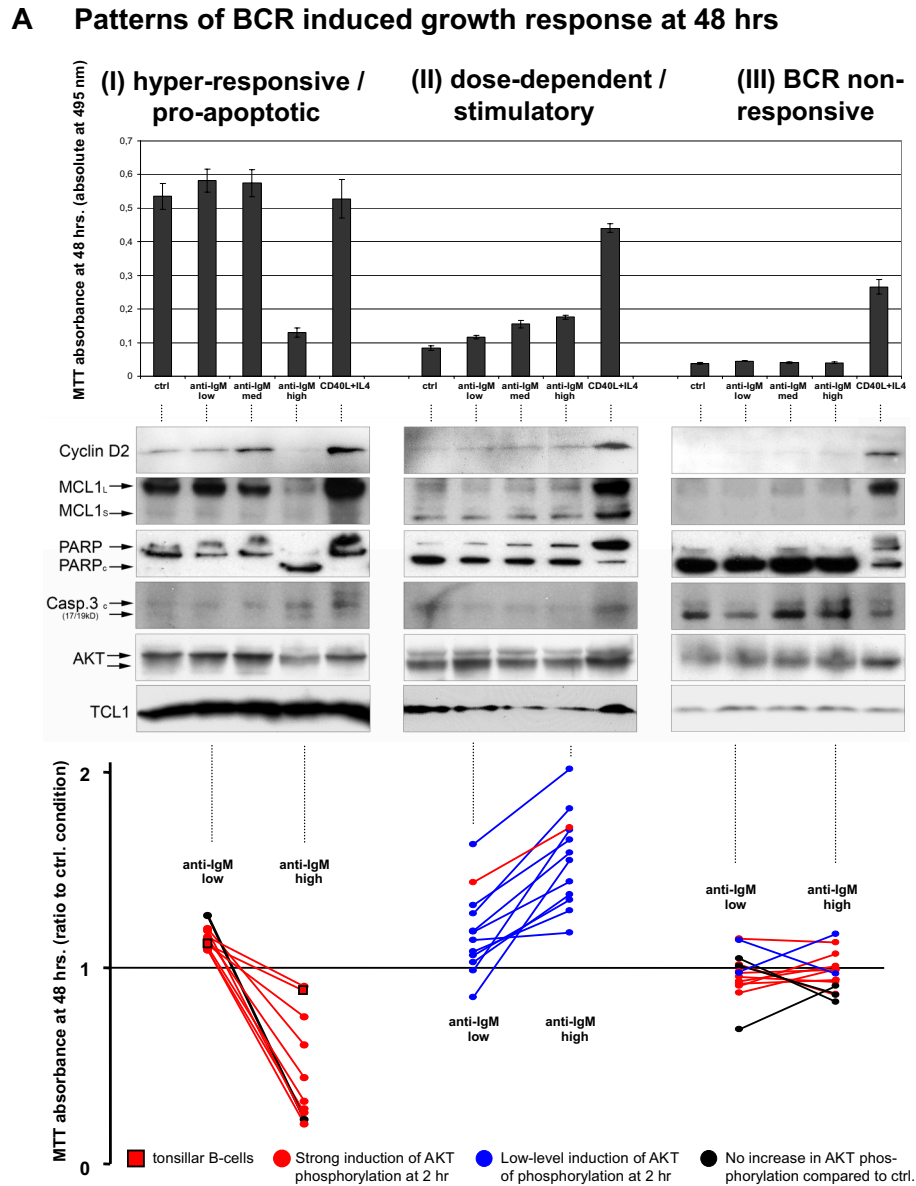 A Patterns of BCR induced growth response at 48 hrs
(I) hyper-responsive /
pro-apoptotic
(II) dose-dependent /
stimulatory
(III) BCR non-
responsive
MTT absorbance at 48 hrs. (absolute at 495 nm)
0,7
0,6
0,5
0,4
0,3
0,2
0,1
0
ctrl
anti-IgM
low
anti-IgM
med
anti-IgM
high
CD40L+IL4
ctrl
anti-IgM
low
anti-IgM
MED
anti-IgM
high
CD40L+IL4
ctrl
anti-IgM
low
anti-IgM
med
anti-IgM
high
CD40L+IL4
Cyclin D2
MCL1L
MCL1S
PARP
PARPc
Casp.3 c
(17/19kD)
AKT
TCL1
MTT absorbance at 48 hrs. (ratio to ctrl. condition)
2
1
0
anti-IgM
low
anti-IgM
high
anti-IgM
low
anti-IgM
high
anti-IgM
low
anti-IgM
high
tonsillar B-cells
Strong induction of AKT
phosphorylation at 2 hr
Low-level induction of AKT
of phosphorylation at 2 hr
No increase in AKT phos-
phorylation compared to ctrl.